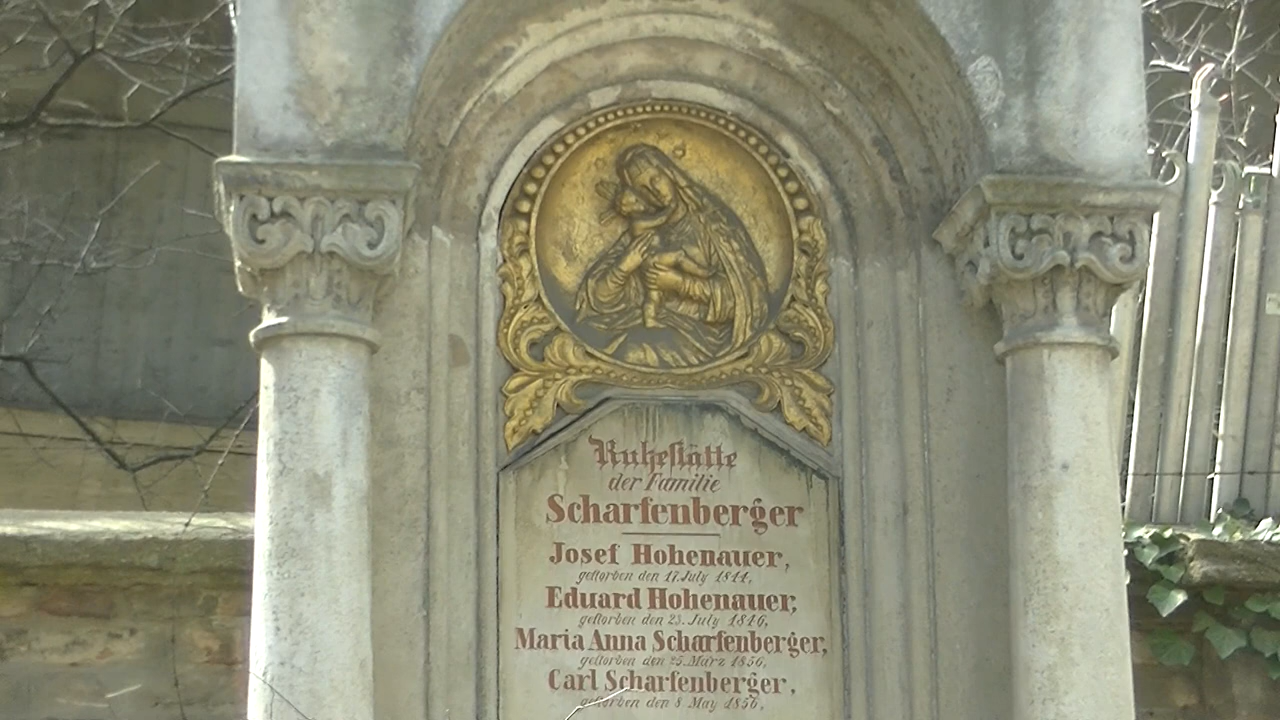 Ruhestätte
der Familie
Scharfenberger
Josef Hohenauer,
gestorben den 17. July 1844,
Eduard Hohenauer,
gestorben den 23. July 1846,
Maria Anna Scharfenberger,
gestorben den 25. März 1856,
Carl Scharfenberger,
gestorben den 8 May 1856,